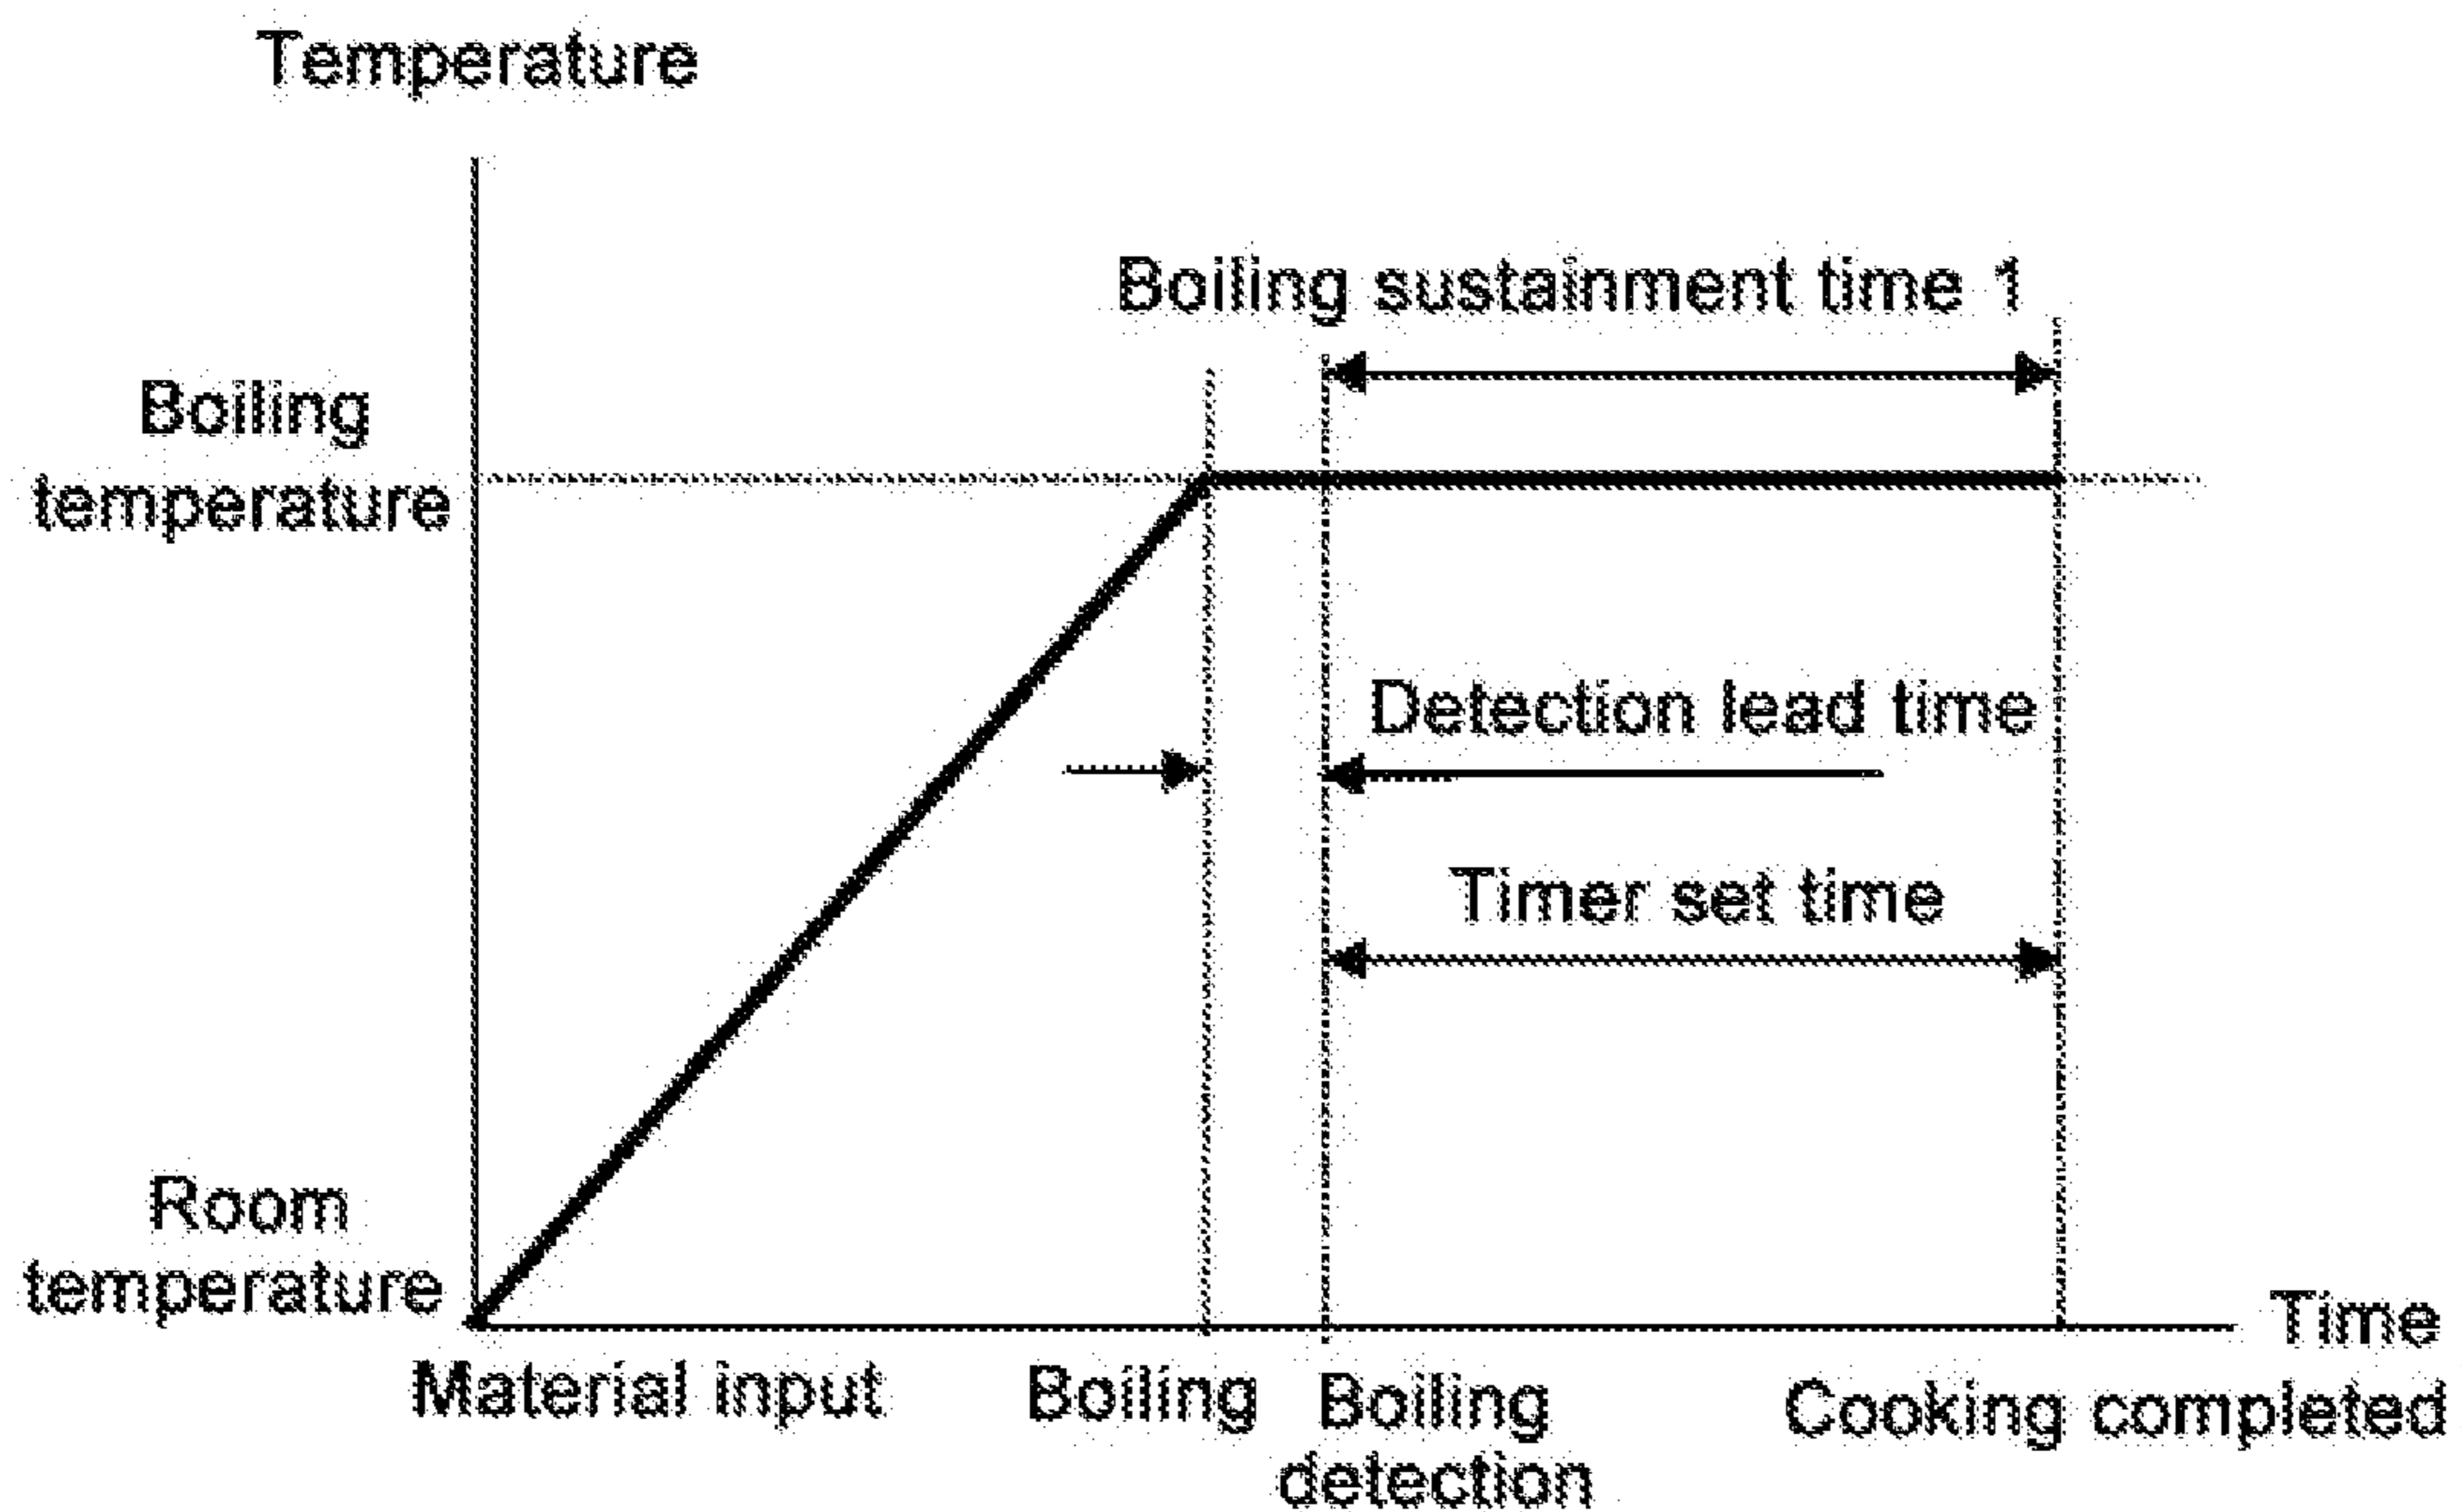 Temperature
Boiling sustainment time 1
Boiling
temperature
Detection lead time
Timer set time
Room
temperature
Time
Material input
Boiling
Boiling
detection
Cooking completed